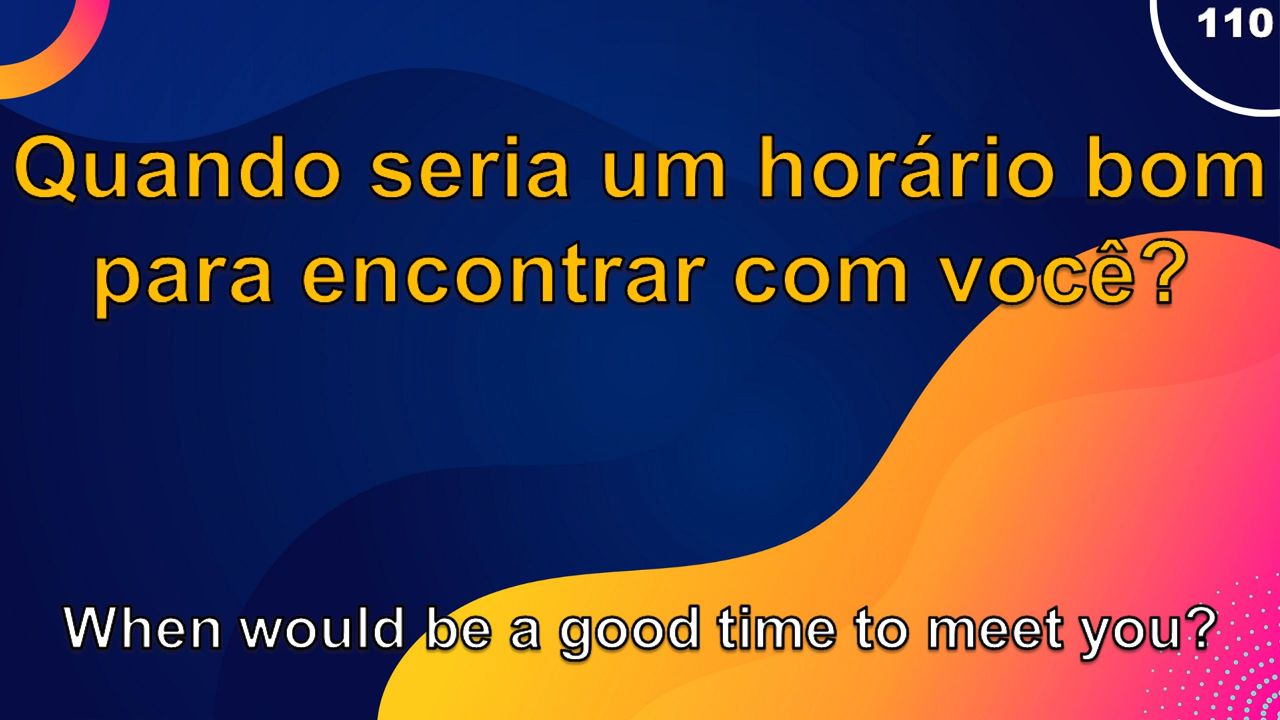 110
Quando seria um horário bom
para encontrar com você?
When would be a good time to meet you?